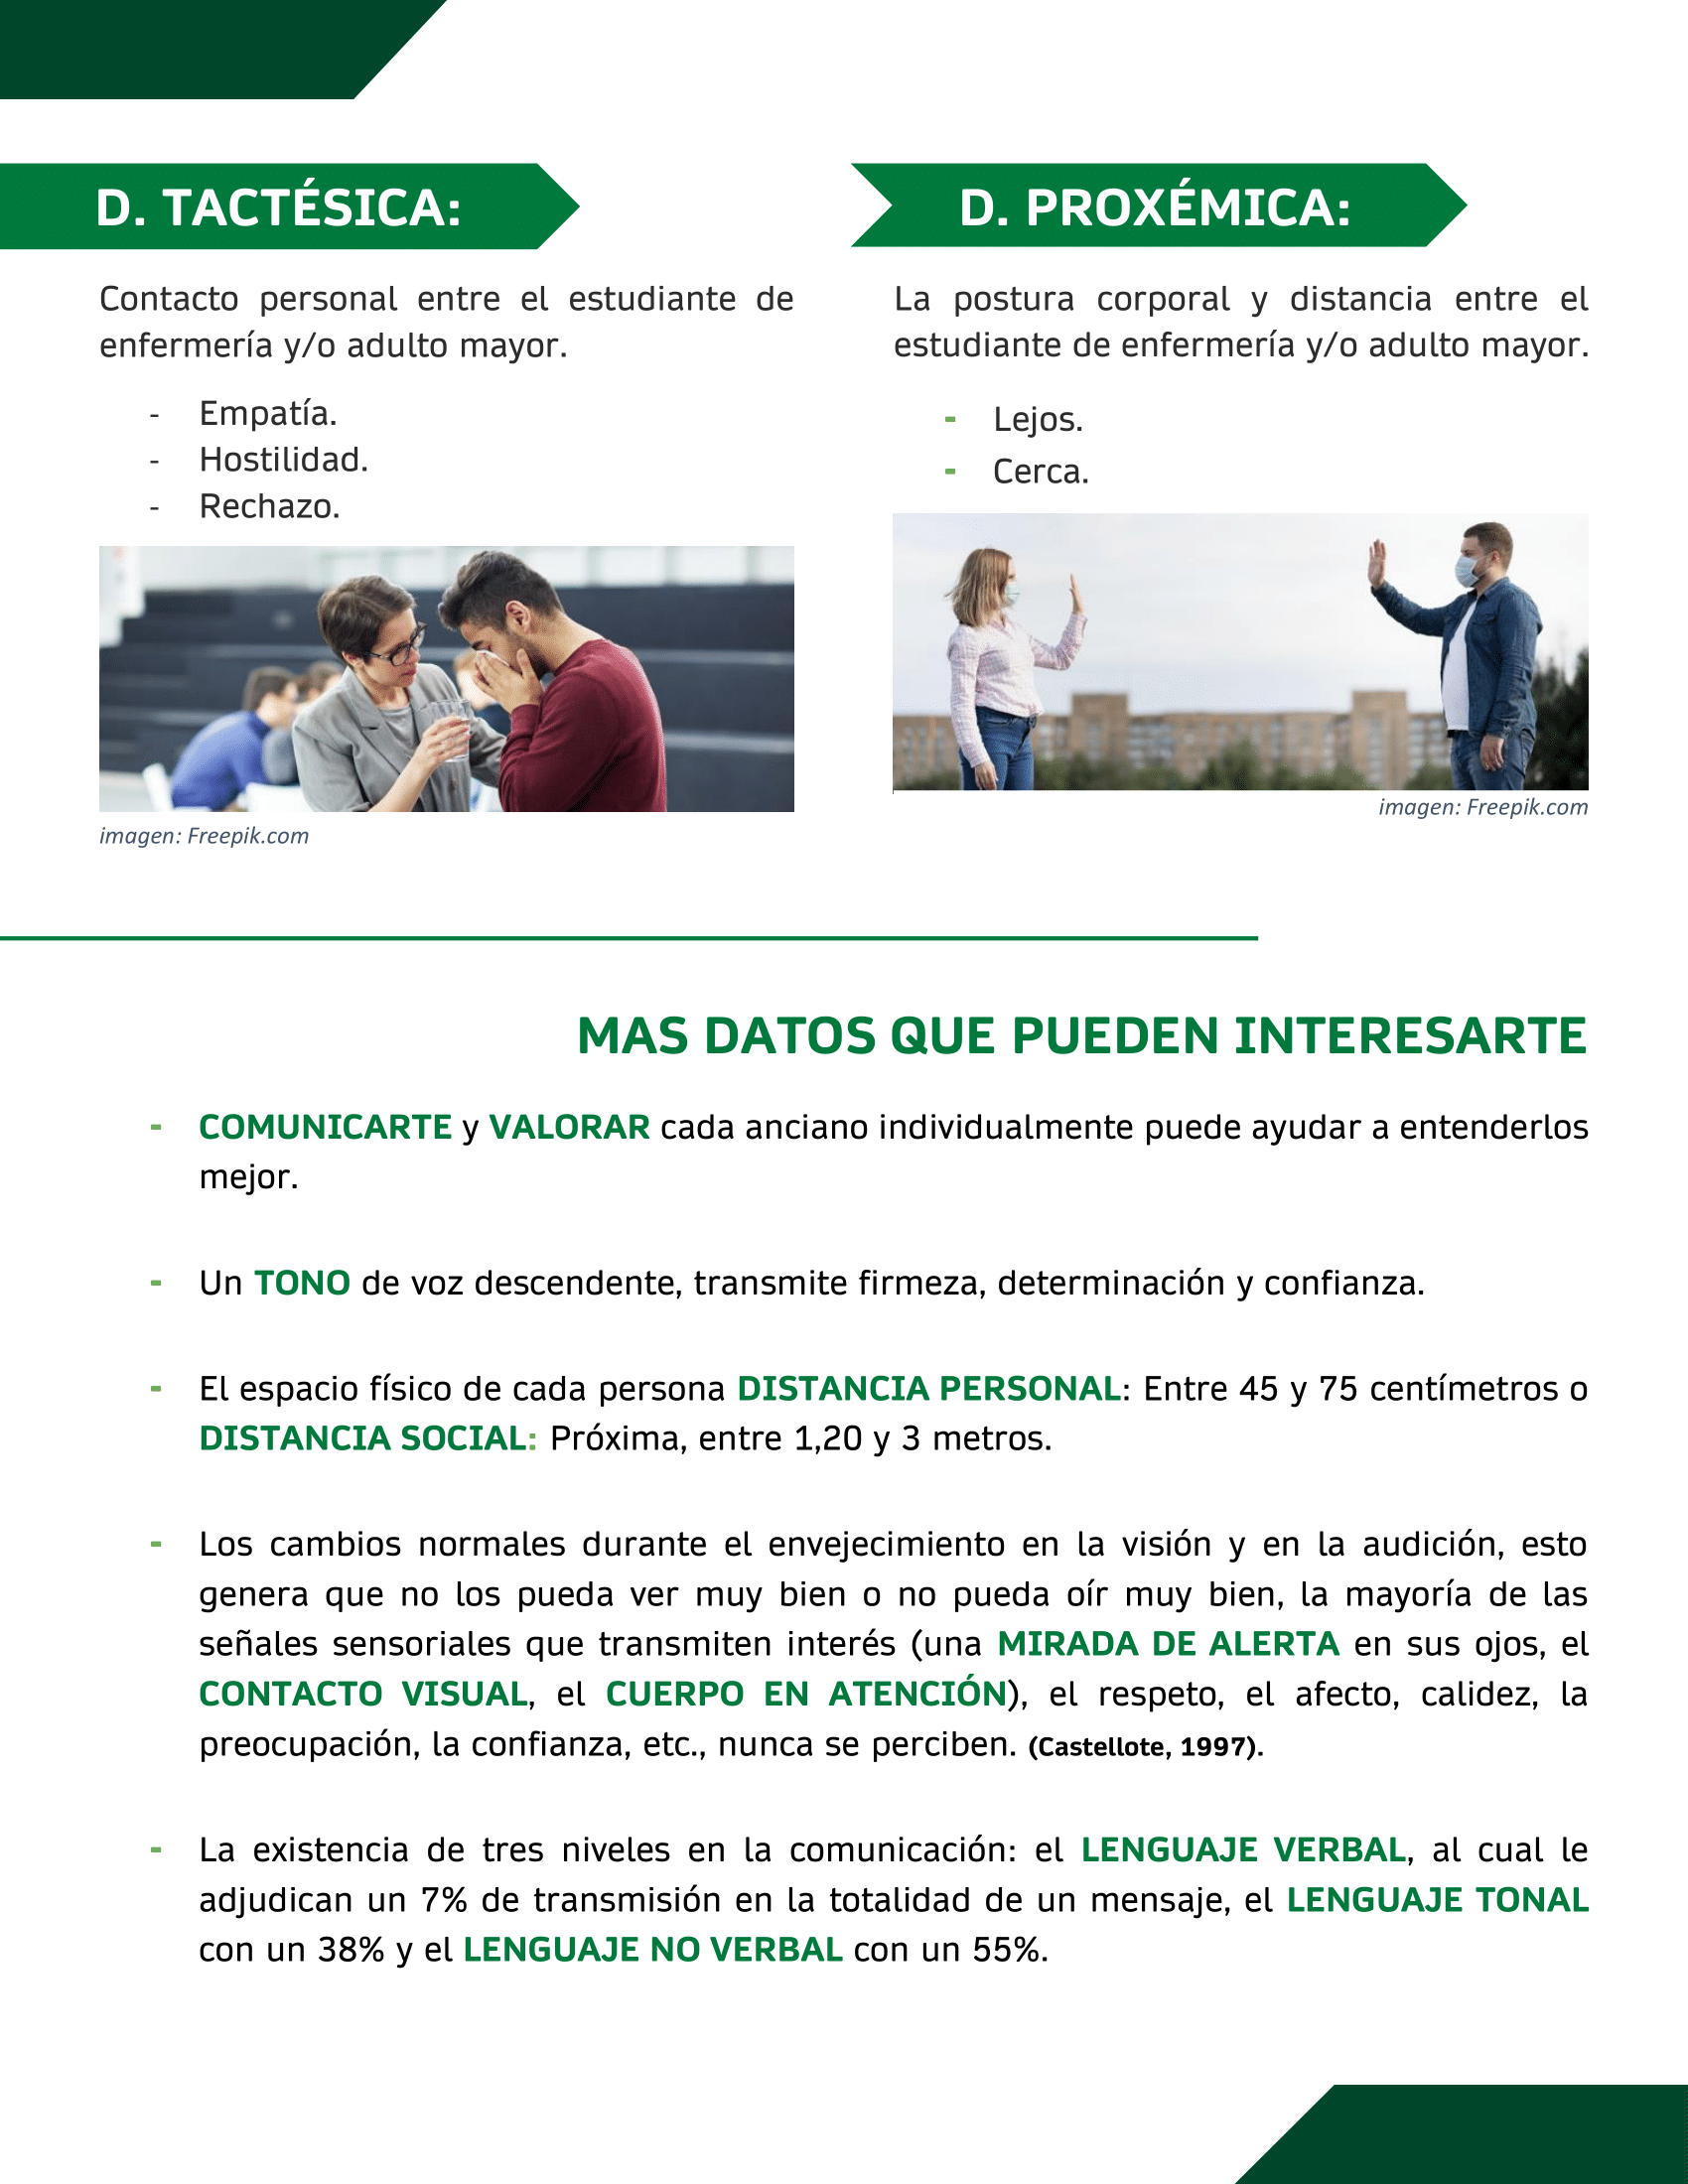 D. TACTÉSICA:
Contacto personal entre el estudiante de
enfermería y/o adulto mayor.
- Empatía.
- Hostilidad.
- Rechazo.
imagen: Freepik.com
D. PROXÉMICA:
La postura corporal y distancia entre el
estudiante de enfermería y/o adulto mayor.
- Lejos.
- Cerca.
imagen: Freepik.com
MAS DATOS QUE PUEDEN INTERESARTE
- COMUNICARTE y VALORAR cada anciano individualmente puede ayudar a entenderlos
mejor.
- Un TONO de voz descendente, transmite firmeza, determinación y confianza.
- El espacio físico de cada persona DISTANCIA PERSONAL: Entre 45 y 75 centímetros o
DISTANCIA SOCIAL: Próxima, entre 1,20 y 3 metros.
- Los cambios normales durante el envejecimiento en la visión y en la audición, esto
genera que no los pueda ver muy bien o no pueda oír muy bien, la mayoría de las
señales sensoriales que transmiten interés (una MIRADA DE ALERTA en sus ojos, el
CONTACTO VISUAL, el CUERPO EN ATENCIÓN), el respeto, el afecto, calidez, la
preocupación, la confianza, etc., nunca se perciben. (Castellote, 1997).
- La existencia de tres niveles en la comunicación: el LENGUAJE VERBAL, al cual le
adjudican un 7% de transmisión en la totalidad de un mensaje, el LENGUAJE TONAL
con un 38% y el LENGUAJE NO VERBAL con un 55%.